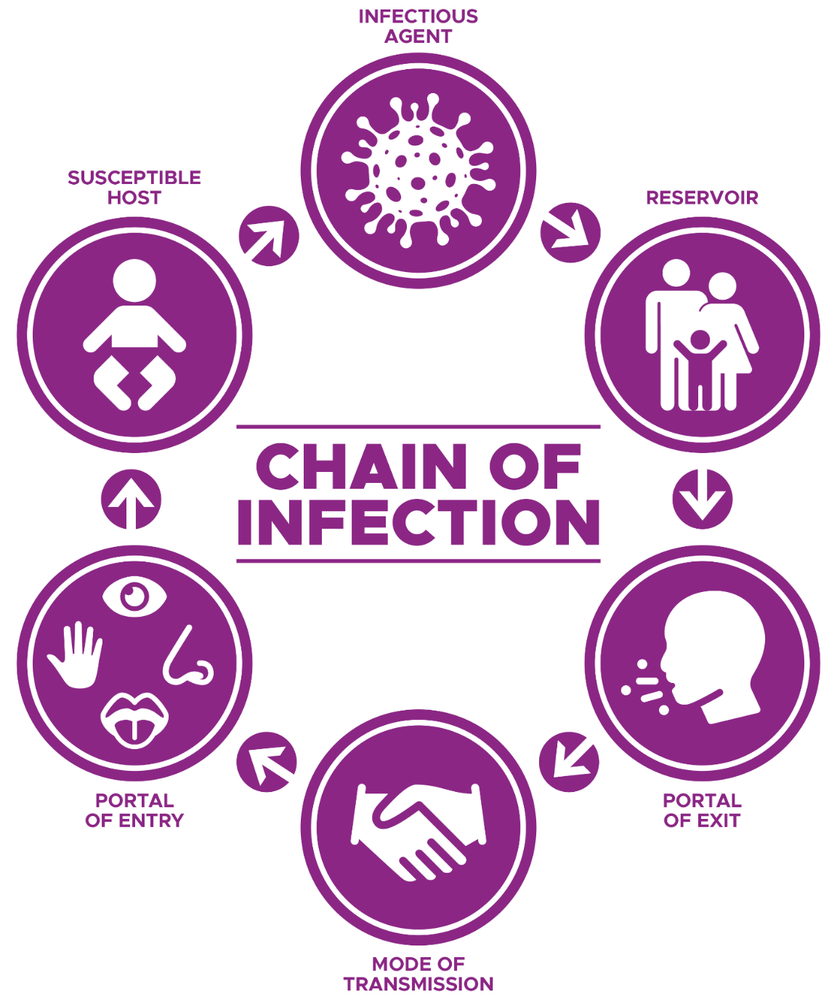 INFECTIOUS
AGENT
SUSCEPTIBLE
HOST
RESERVOIR
CHAIN OF
INFECTION
PORTAL
OF ENTRY
PORTAL
OF EXIT
MODE OF
TRANSMISSION